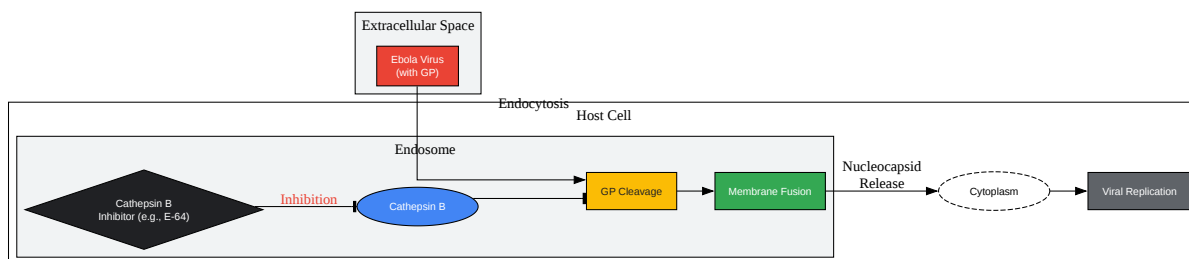 Extracellular Space
Ebola Virus
(with GP)
Endocytosis
Host Cell
Endosome
Cathepsin B
Inhibitor (e.g., E-64)
Inhibition
Cathepsin B
GP Cleavage
Membrane Fusion
Nucleocapsid
Release
Cytoplasm
Viral Replication